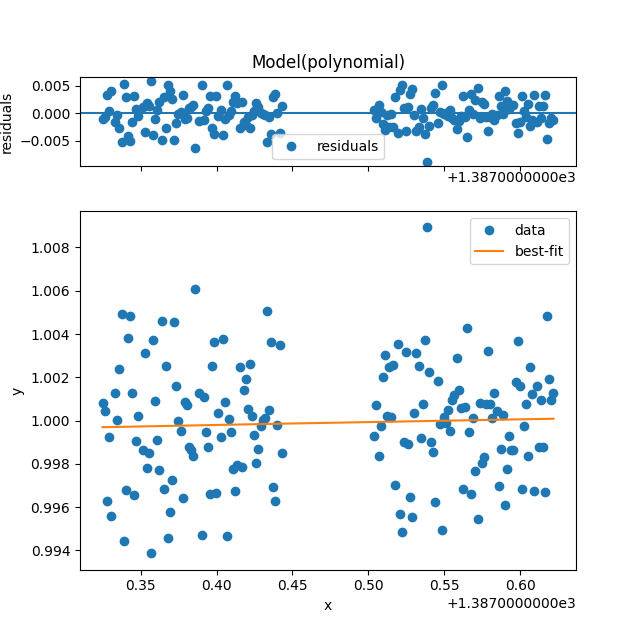 Model(polynomial)
0.005
0.000
−0.005
residuals
residuals
+1.3870000000e3
1.008
1.006
1.004
1.002
1.000
0.998
0.996
0.994
y
data
best-fit
0.35
0.40
0.45
0.50
0.55
0.60
x
+1.3870000000e3